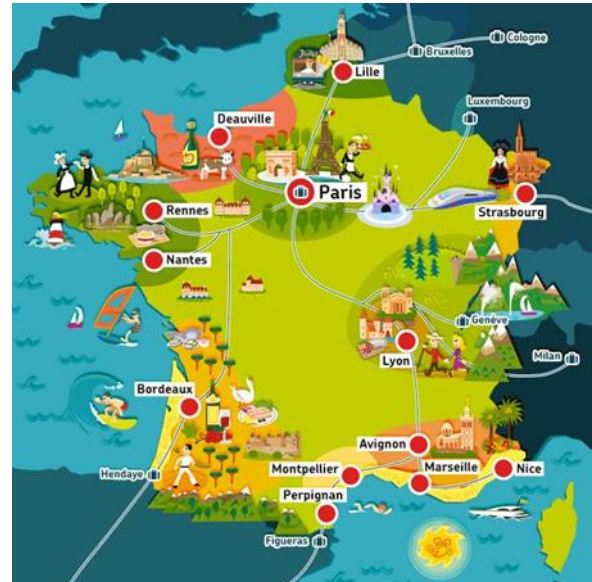 Cologne
Bruxelles
Lille
Luxembourg
Deauville
Paris
Rennes
Strasbourg
Nantes
Genève
Lyon
Milan
Bordeaux
Avignon
Montpellier
Marseille
Nice
Hendaye
Perpignan
Figueras